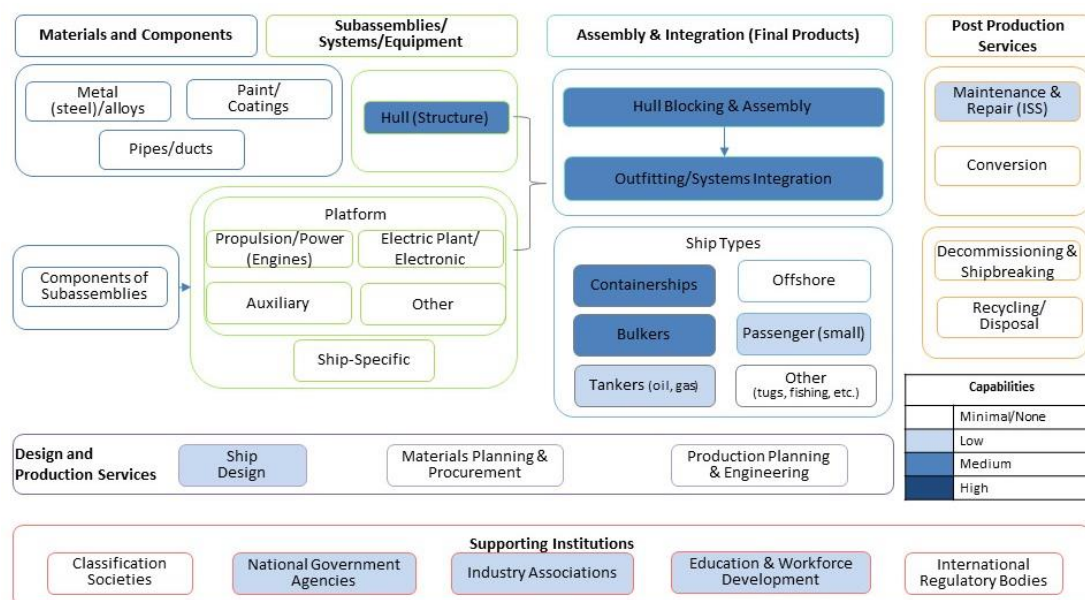 Materials and Components
Subassemblies/
Systems/Equipment
Assembly & Integration (Final Products)
Post Production
Services
Metal
(steel)/alloys
Paint/
Coatings
Pipes/ducts
Hull (Structure)
Hull Blocking & Assembly
Outfitting/Systems Integration
Maintenance &
Repair (ISS)
Conversion
Components of
Subassemblies
Platform
Propulsion/Power
(Engines)
Electric Plant/
Electronic
Auxiliary
Other
Ship-Specific
Ship Types
Containerships
Offshore
Bulkers
Passenger (small)
Tankers (oil, gas)
Other
(tugs, fishing, etc.)
Decommissioning &
Shipbreaking
Recycling/
Disposal
Capabilities
Minimal/None
Low
Medium
High
Design and
Production Services
Ship
Design
Materials Planning &
Procurement
Production Planning
& Engineering
Supporting Institutions
Classification
Societies
National Government
Agencies
Industry Associations
Education & Workforce
Development
International
Regulatory Bodies